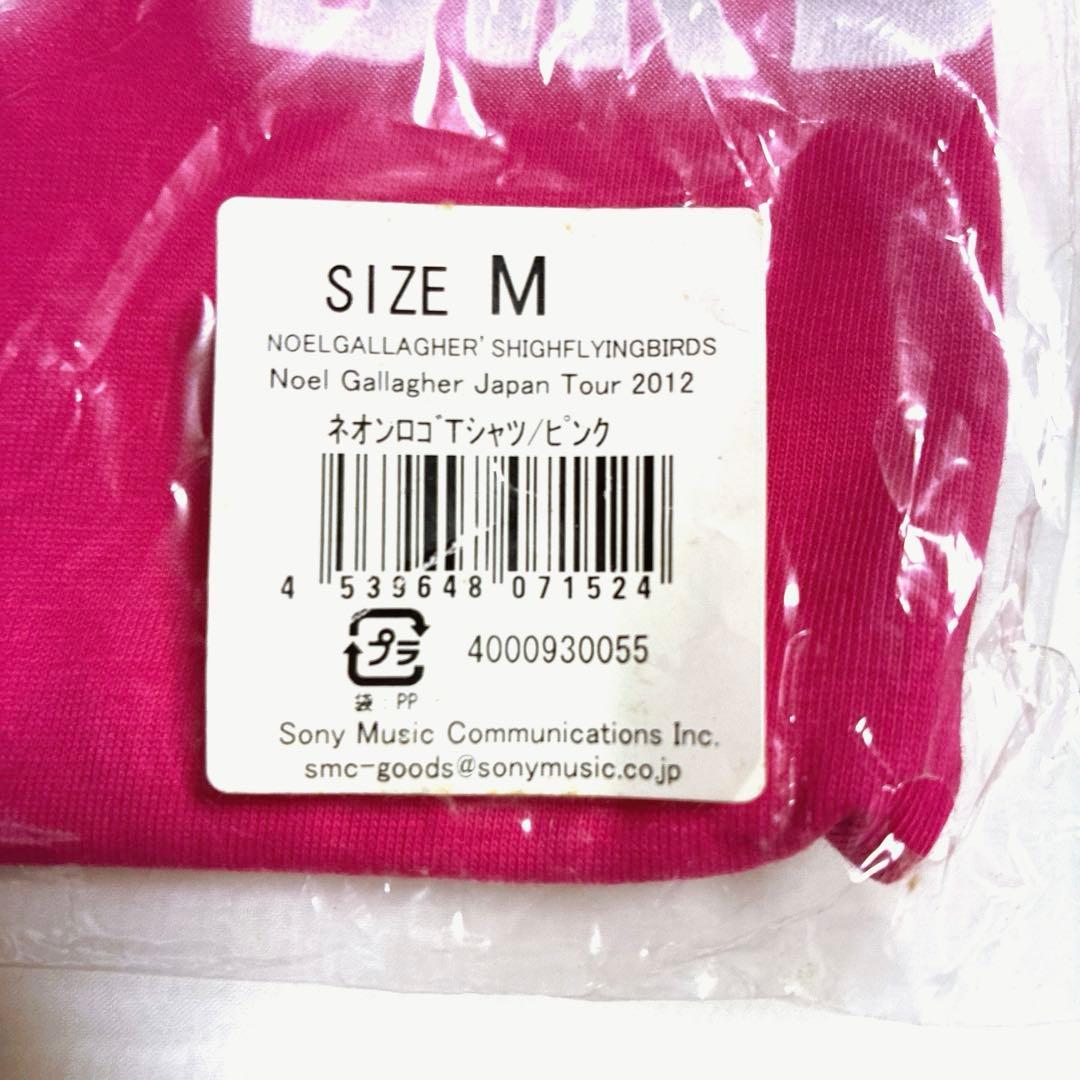 SIZE M
NOELGALLAGHER'SHIGHFLYINGBIRDS
Noel Gallagher Japan Tour 2012
ネオンロゴTシャツ/ピンク
4 539648 071524
プラ 4000930055
袋:PP
Sony Music Communications Inc.
smc-goods@sonymusic.co.jp